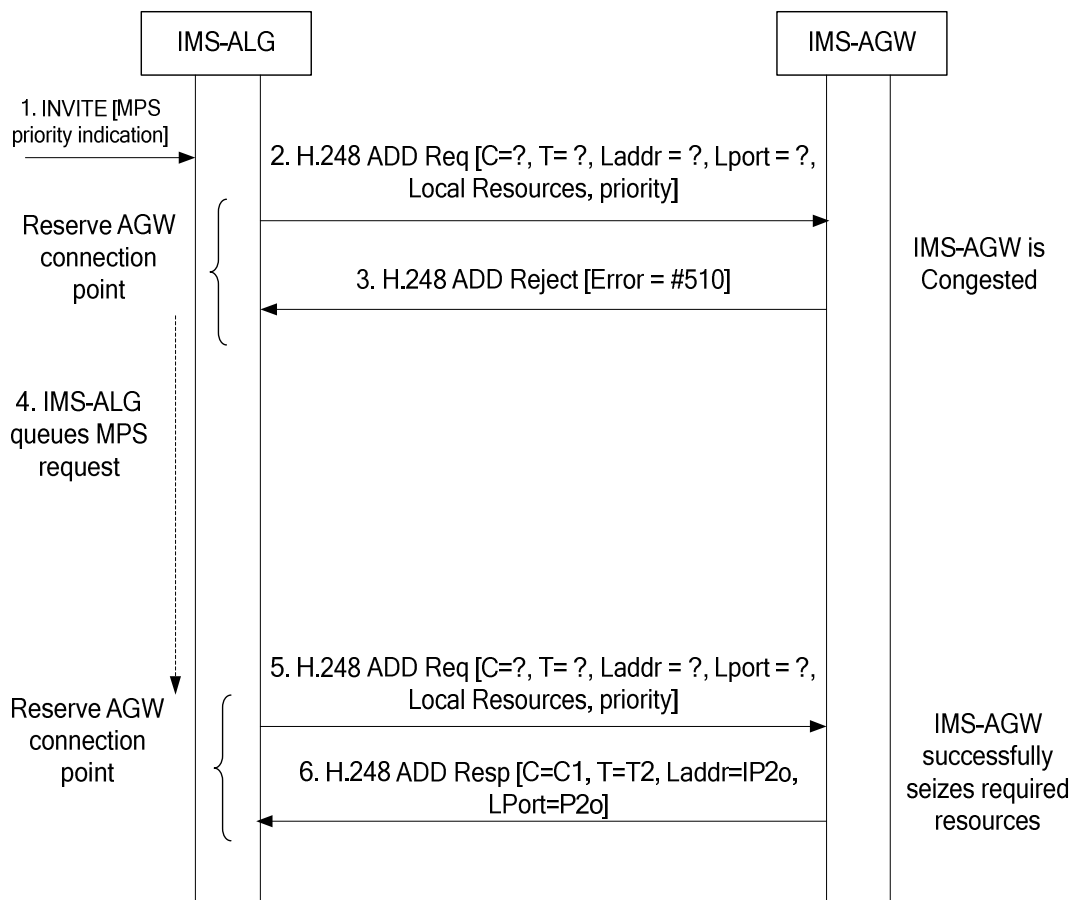 IMS-ALG
IMS-AGW
1. INVITE [MPS
priority indication]
2. H.248 ADD Req [C=?, T= ?, Laddr = ?, Lport = ?,
Local Resources, priority]
Reserve AGW
connection
point
IMS-AGW is
Congested
3. H.248 ADD Reject [Error = #510]
4. IMS-ALG
queues MPS
request
5. H.248 ADD Req [C=?, T= ?, Laddr = ?, Lport = ?,
Local Resources, priority]
Reserve AGW
connection
point
IMS-AGW
successfully
seizes required
resources
6. H.248 ADD Resp [C=C1, T=T2, Laddr=IP2o,
LPort=P2o]